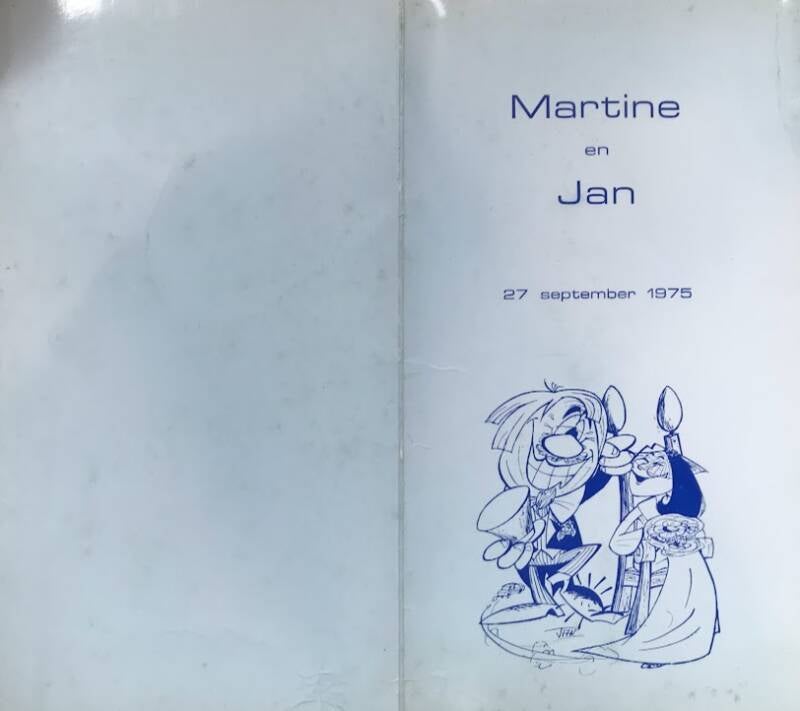 Martine
en
Jan
27 september 1975